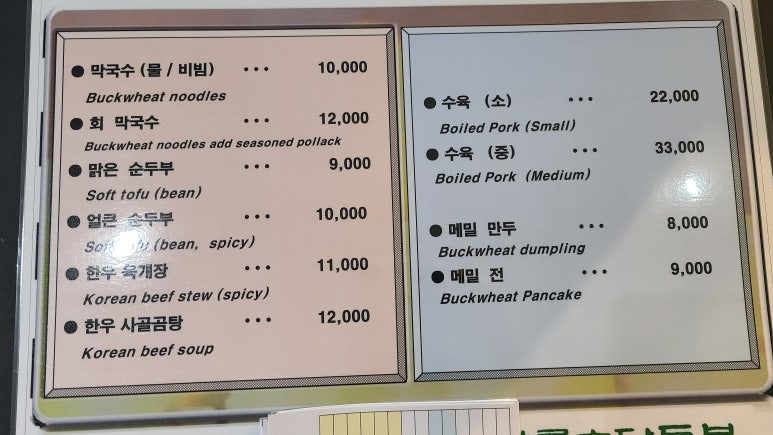 ● 막국수 (물 / 비빔) ••• 10,000
Buckwheat noodles
● 회 막국수 ••• 12,000
Buckwheat noodles add seasoned pollack
● 맑은 순두부 ••• 9,000
Soft tofu (bean)
● 얼큰 순두부 ••• 10,000
Soft tofu (bean, spicy)
● 한우 육개장 ••• 11,000
Korean beef stew (spicy)
● 한우 사골곰탕 ••• 12,000
Korean beef soup
● 수육 (소) ••• 22,000
Boiled Pork (Small)
● 수육 (중) ••• 33,000
Boiled Pork (Medium)
● 메밀 만두 ••• 8,000
Buckwheat dumpling
● 메밀 전 ••• 9,000
Buckwheat Pancake